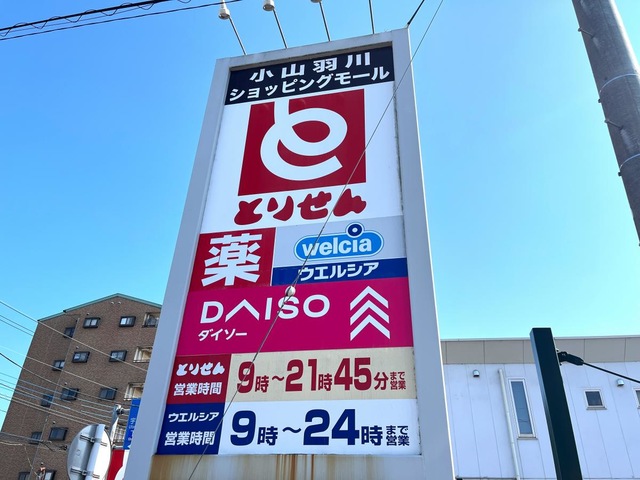 小山羽川
ショッピングモール
と
とりせん
薬
welcia
ウエルシア
DAISO
ダイソー
とりせん
営業時間
9時～21時45分まで営業
ウエルシア
営業時間
9時～24時まで営業